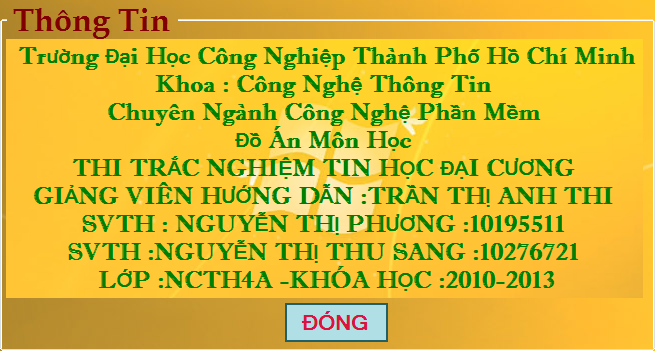 Thông Tin
Trường Đại Học Công Nghiệp Thành Phố Hồ Chí Minh
Khoa : Công Nghệ Thông Tin
Chuyên Ngành Công Nghệ Phần Mềm
Đồ Án Môn Học
THI TRẮC NGHIỆM TIN HỌC ĐẠI CƯƠNG
GIẢNG VIÊN HƯỚNG DẪN :TRẦN THỊ ANH THI
SVTH : NGUYỄN THỊ PHƯƠNG :10195511
SVTH :NGUYỄN THỊ THU SANG :10276721
LỚP :NCTH4A -KHÓA HỌC :2010-2013
ĐÓNG